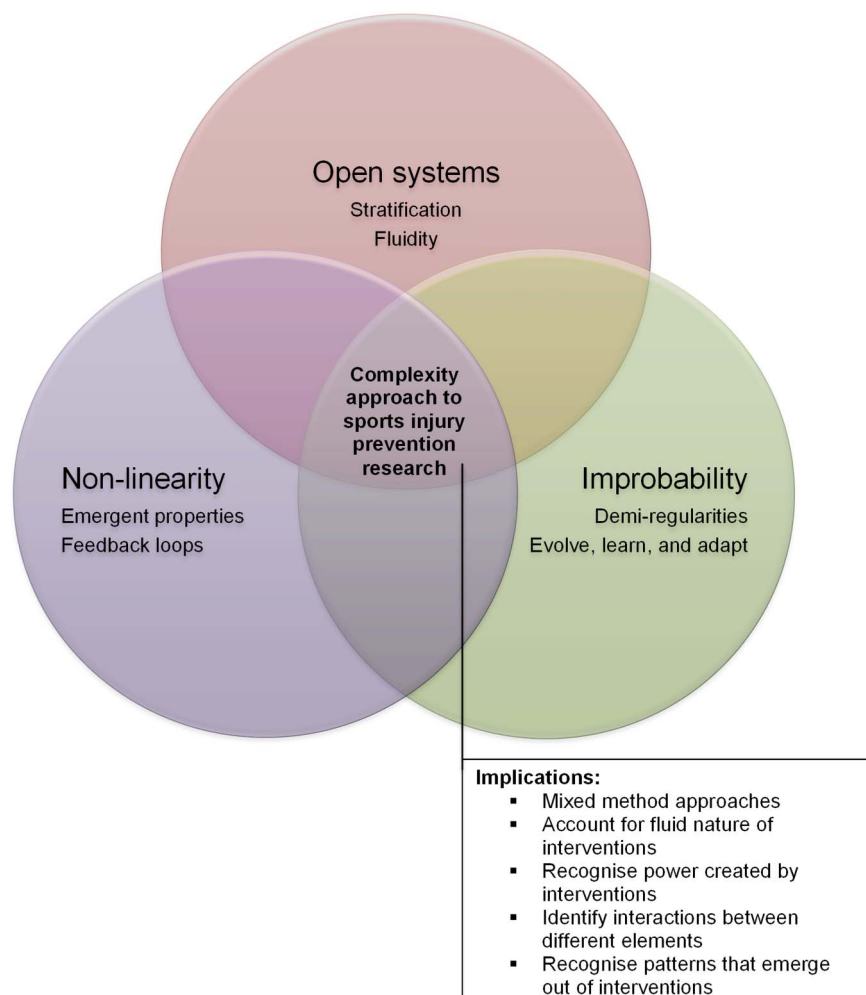 Open systems
Stratification
Fluidity
Complexity
approach to
sports injury
prevention
research
Non-linearity
Emergent properties
Feedback loops
Improbability
Demi-regularities
Evolve, learn, and adapt
Implications:
▪ Mixed method approaches
▪ Account for fluid nature of
interventions
▪ Recognise power created by
interventions
▪ Identify interactions between
different elements
▪ Recognise patterns that emerge
out of interventions